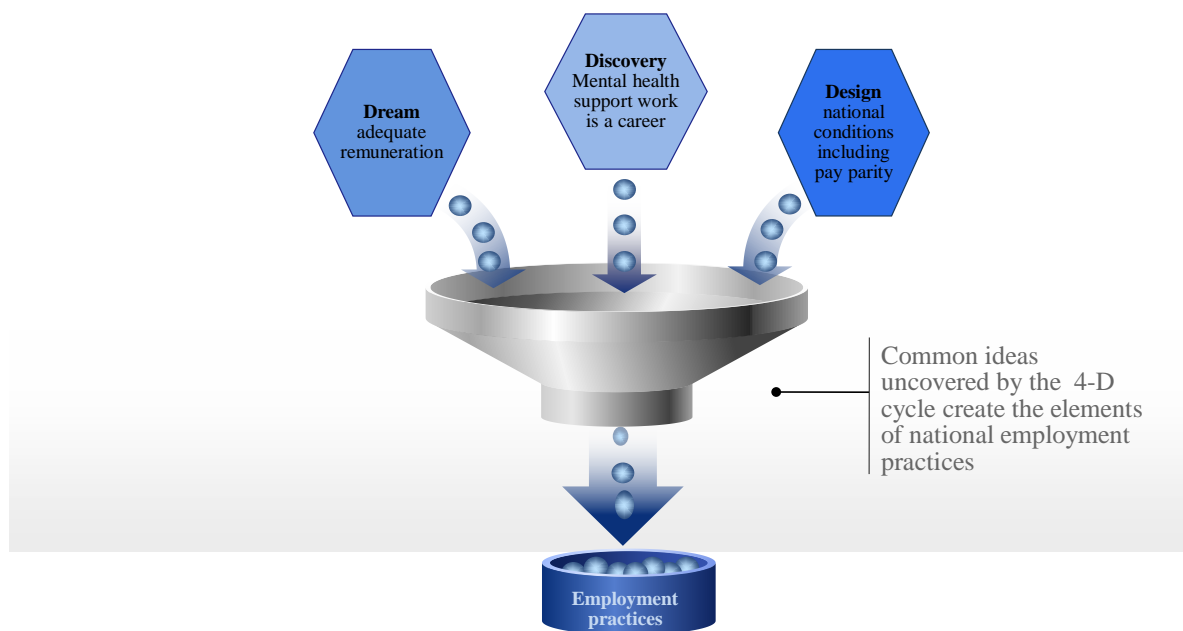 Dream
adequate
remuneration
Discovery
Mental health
support work
is a career
Design
national
conditions
including
pay parity
Common ideas
uncovered by the  4-D
cycle create the elements
of national employment
practices
Employment
practices